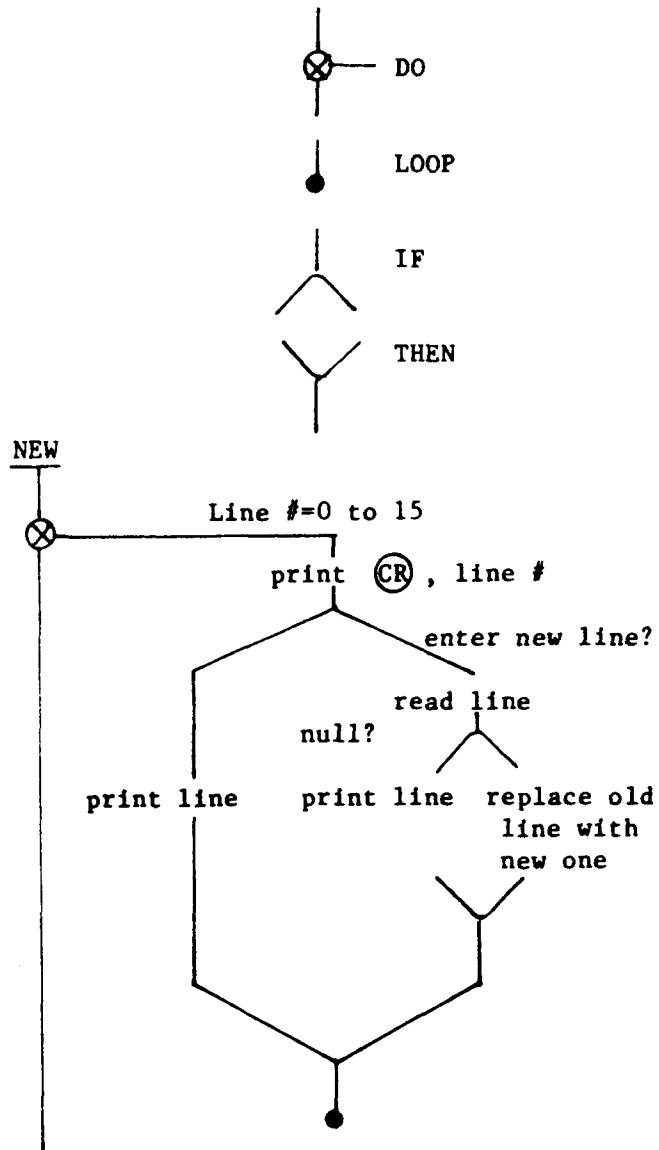 DO
LOOP
IF
THEN
NEW
Line #=0 to 15
print CR , line #
enter new line?
read line
null?
print line
print line
replace old
line with
new one